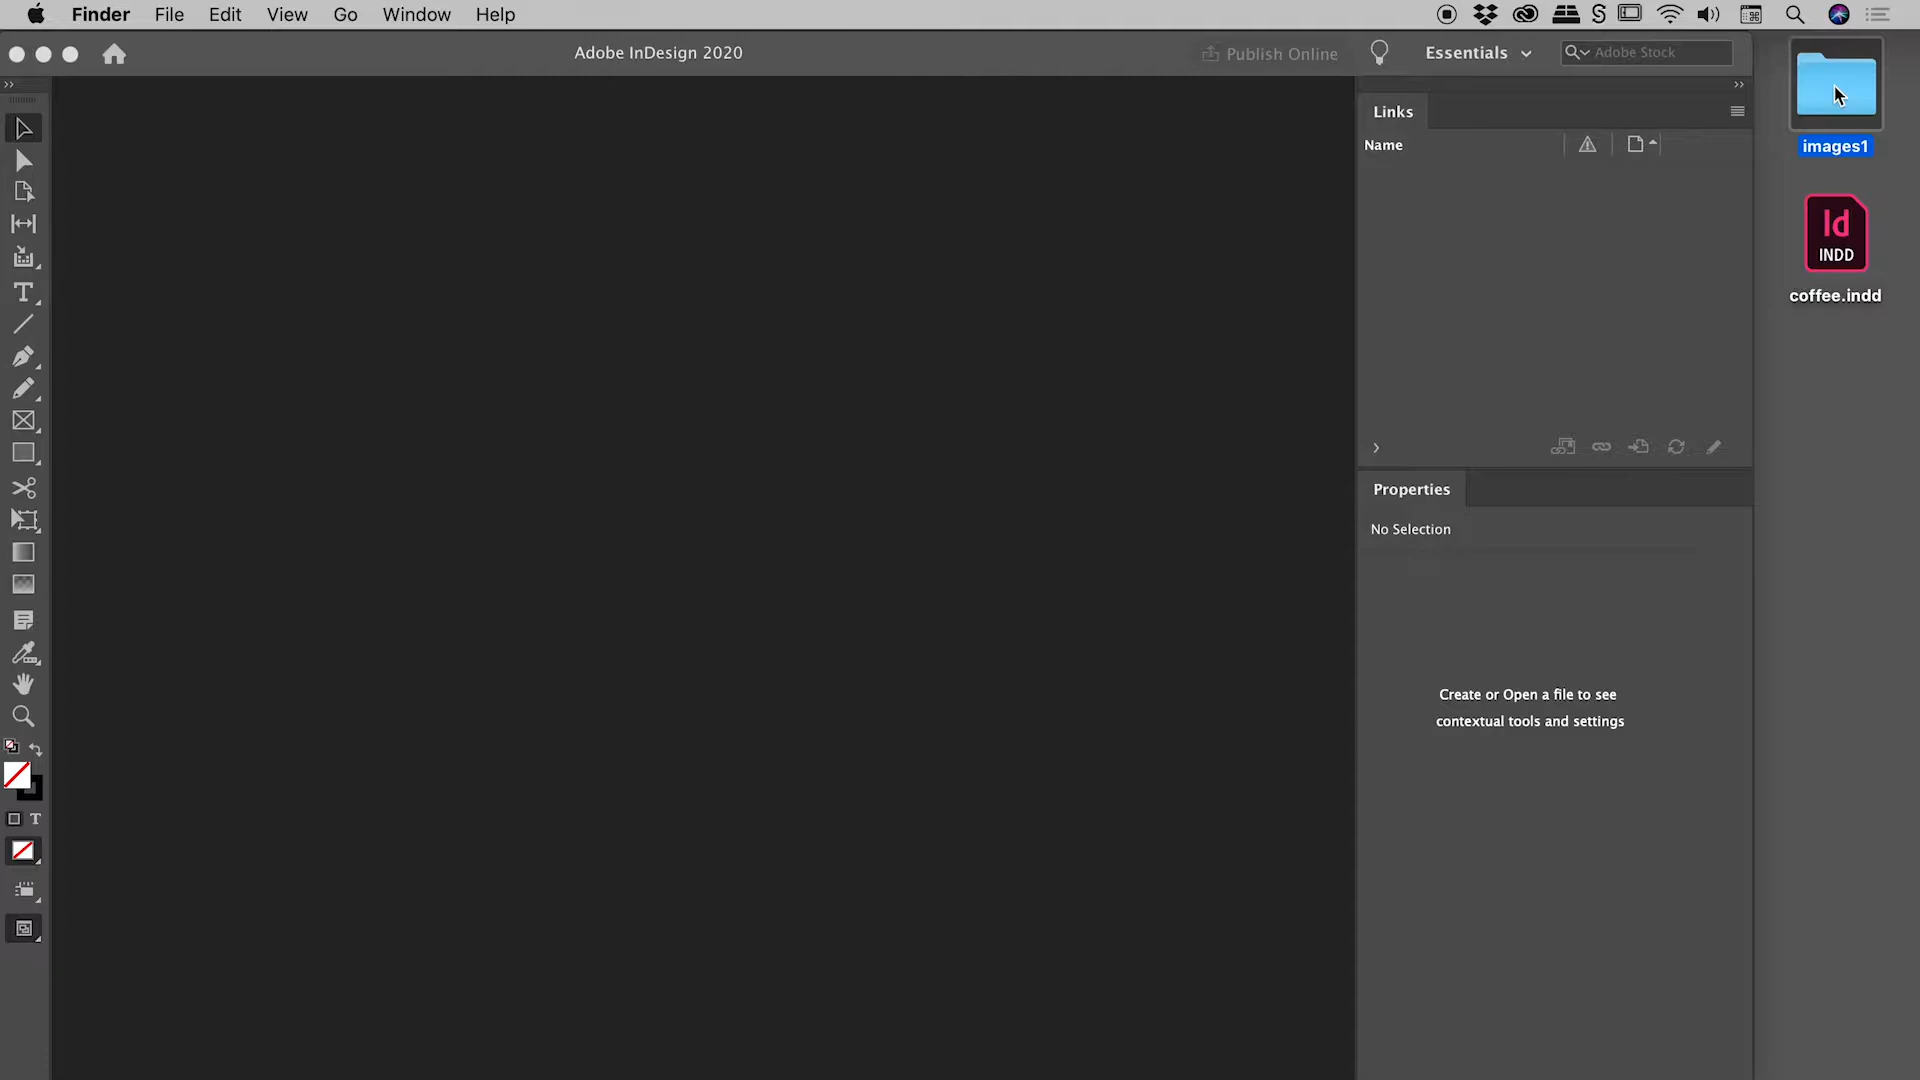 Finder File Edit View Go Window Help
Adobe InDesign 2020
Publish Online
Essentials
Adobe Stock
Links
Name
Properties
No Selection
Create or Open a file to see
contextual tools and settings
images1
Id
INDD
coffee.indd
T
T